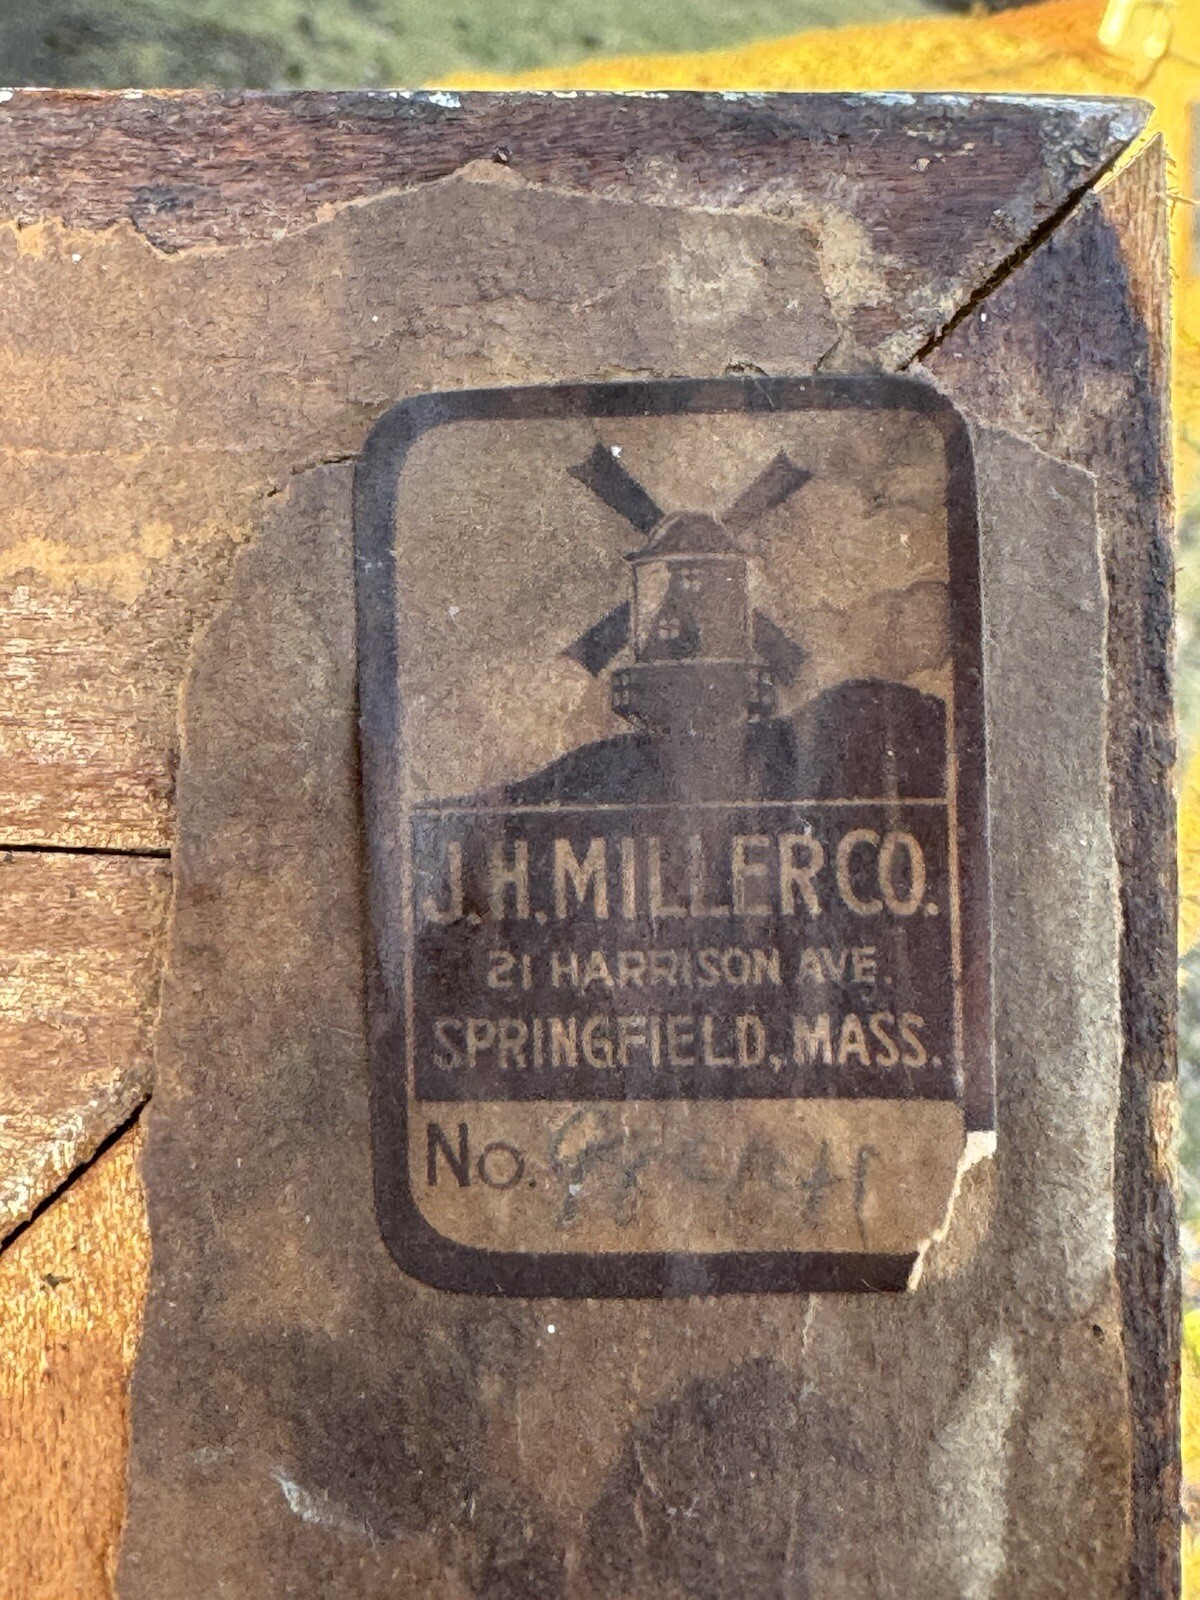 J.H. MILLER CO.
21 HARRISON AVE.
SPRINGFIELD, MASS.
No.